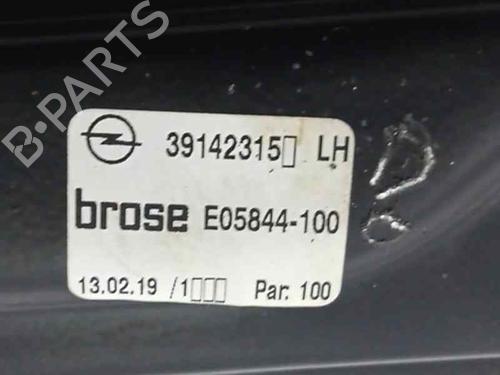 B-PARTS
39142315▯ LH
brose E05844-100
13.02.19 /1▯▯▯ Par. 100